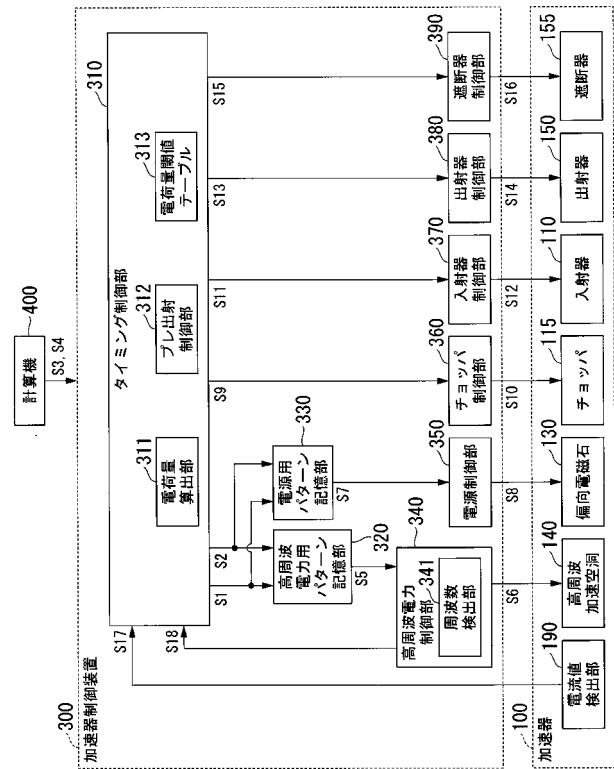 計算機
400
S3, S4
300
加速器制御装置
310
タイミング制御部
311
電荷量
算出部
312
プレ出射
制御部
313
電荷量閾値
テーブル
S17
S18
S1
S2
S9
S11
S13
S15
320
高周波
電力用パターン
記憶部
330
電源用
パターン
記憶部
S5
S7
340
高周波電力
制御部
341
周波数
検出部
350
電源制御部
360
チョッパ
制御部
370
入射器
制御部
380
出射器
制御部
390
遮断器
制御部
S6
S8
S10
S12
S14
S16
100
加速器
190
電流値
検出部
140
高周波
加速空洞
130
偏向電磁石
115
チョッパ
110
入射器
150
出射器
155
遮断器